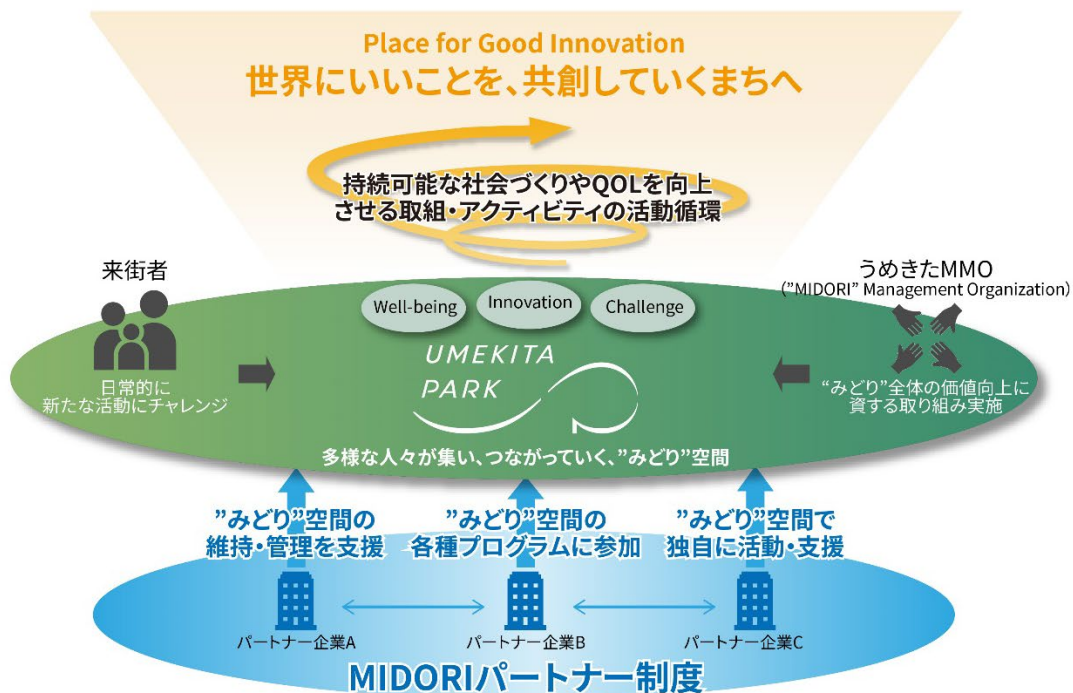 Place for Good Innovation
世界にいいことを、共創していくまちへ
持続可能な社会づくりやQOLを向上
させる取組・アクティビティの活動循環
来街者
日常的に
新たな活動にチャレンジ
Well-being
Innovation
Challenge
UMEKITA
PARK
うめきたMMO
("MIDORI" Management Organization)
“みどり”全体の価値向上に
資する取り組み実施
多様な人々が集い、つながっていく、”みどり”空間
”みどり”空間の
維持・管理を支援
”みどり”空間の
各種プログラムに参加
”みどり”空間で
独自に活動・支援
パートナー企業A
パートナー企業B
パートナー企業C
MIDORIパートナー制度